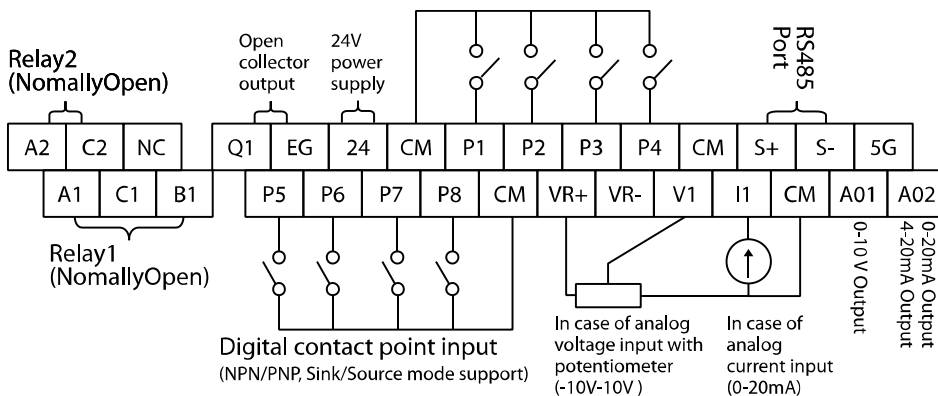 Relay2
(NomallyOpen)
Open
collector
output
24V
power
supply
RS485
Port
A2 C2 NC Q1 EG 24 CM P1 P2 P3 P4 CM S+ S- 5G
A1 C1 B1 P5 P6 P7 P8 CM VR+ VR- V1 I1 CM A01 A02
Relay1
(NomallyOpen)
Digital contact point input
(NPN/PNP, Sink/Source mode support)
In case of analog
voltage input with
potentiometer
(-10V-10V )
In case of
analog
current input
(0-20mA)
0-10 V Output
0-20mA Output
4-20mA Output